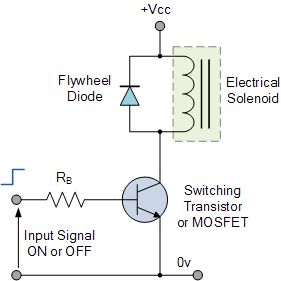 +Vcc
Flywheel
Diode
Electrical
Solenoid
RB
Switching
Transistor
or MOSFET
Input Signal
ON or OFF
0v